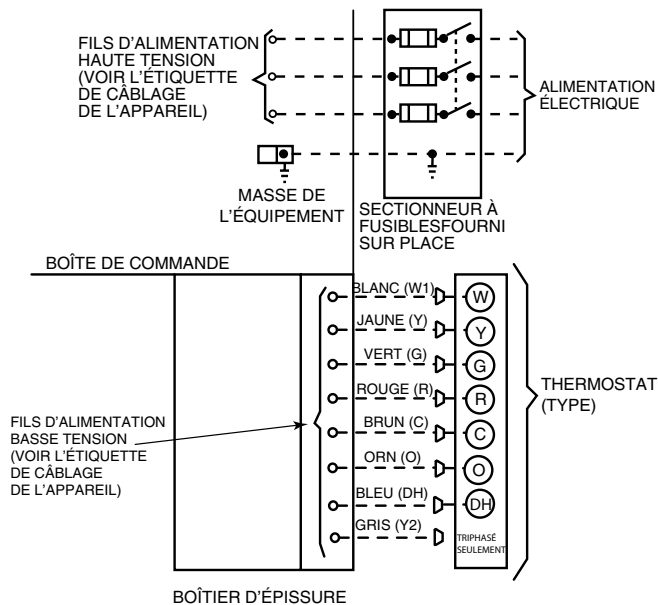 FILS D'ALIMENTATION
HAUTE TENSION
(VOIR L'ÉTIQUETTE
DE CÂBLAGE
DE L'APPAREIL)
ALIMENTATION
ÉLECTRIQUE
MASSE DE
L'ÉQUIPEMENT
SECTIONNEUR À
FUSIBLESFOURNI
SUR PLACE
BOÎTE DE COMMANDE
BLANC (W1)
W
JAUNE (Y)
Y
VERT (G)
G
ROUGE (R)
R
BRUN (C)
C
ORN (O)
O
BLEU (DH)
DH
GRIS (Y2)
TRIPHASÉ
SEULEMENT
THERMOSTAT
(TYPE)
FILS D'ALIMENTATION
BASSE TENSION
(VOIR L'ÉTIQUETTE
DE CÂBLAGE
DE L'APPAREIL)
BOÎTIER D'ÉPISSURE